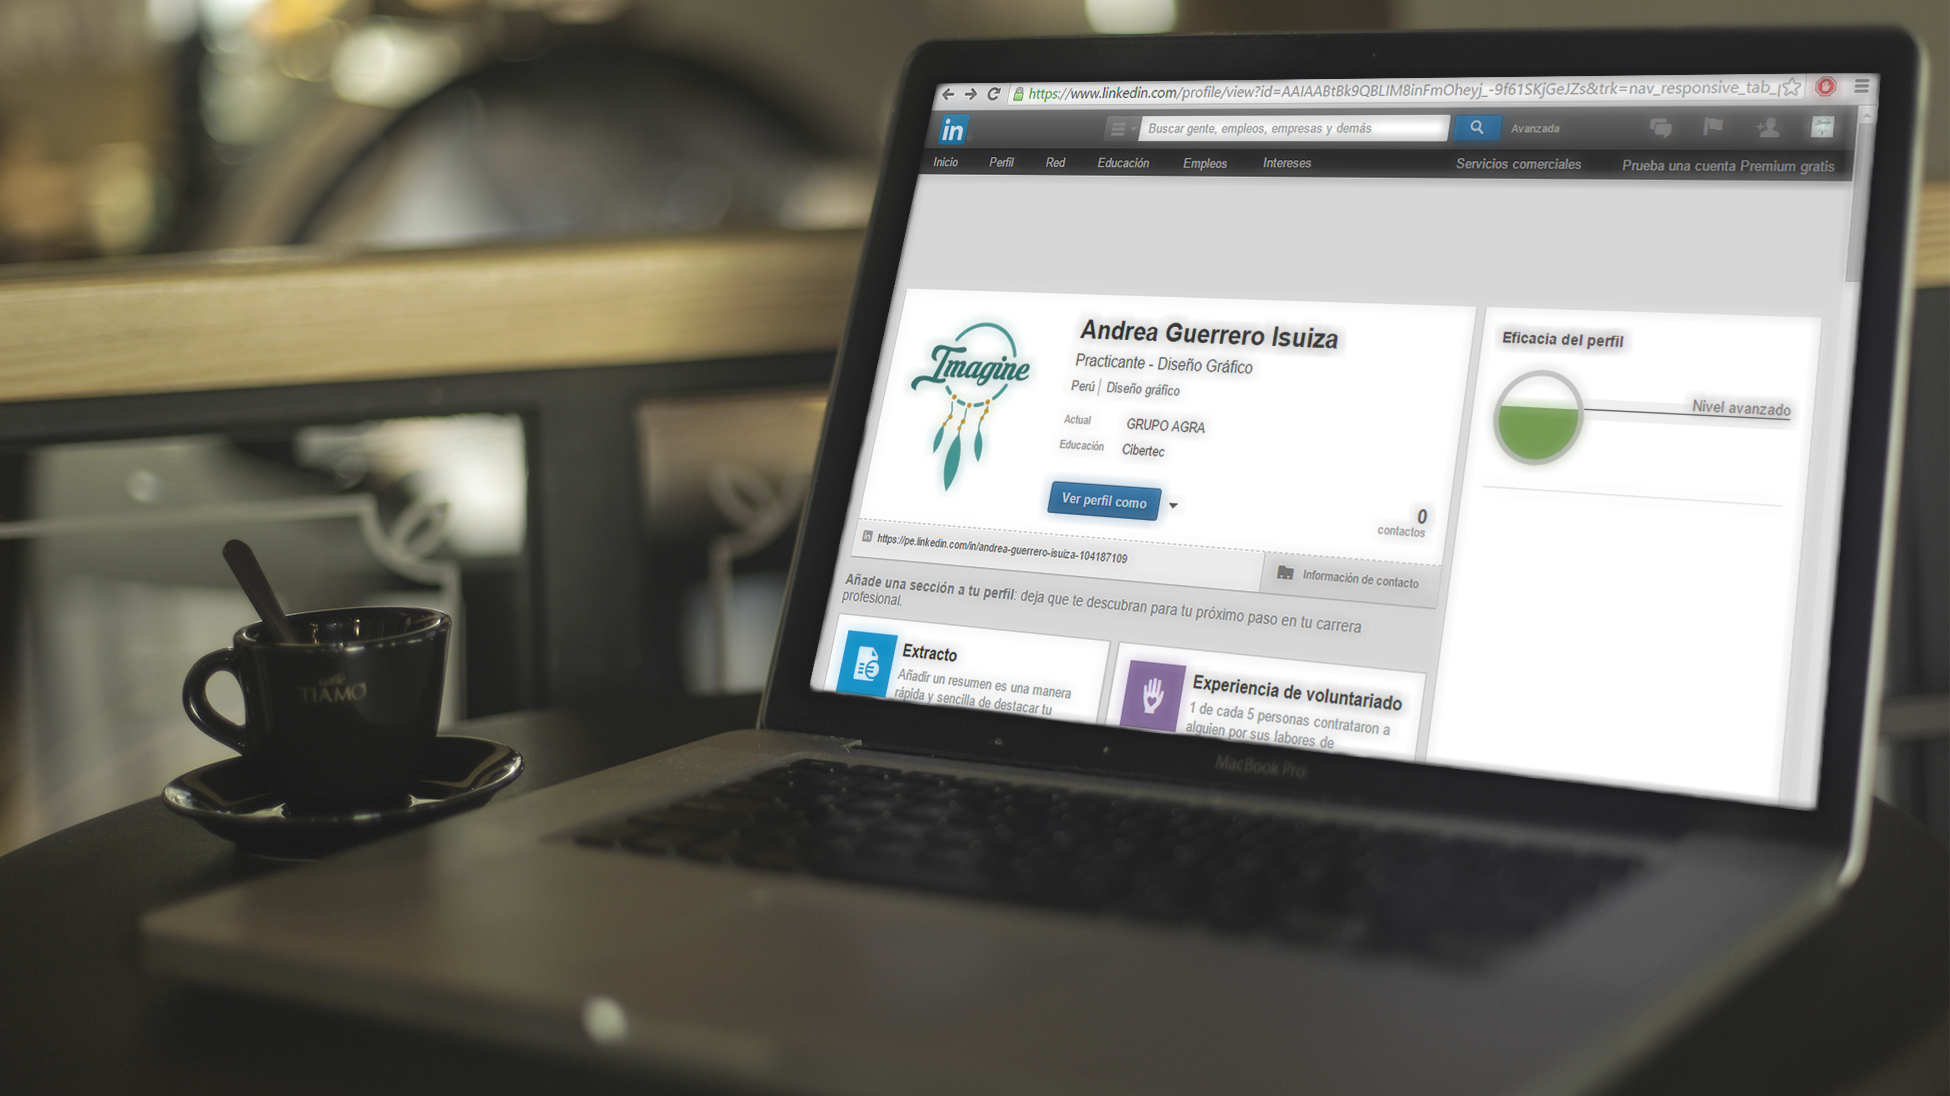 https://www.linkedin.com/profile/view?id=AAIAABtBk9QBLIM8inFmOheyj_-9f61SKjGeJZs&trk=nav_responsive_tab_
in
Buscar gente, empleos, empresas y demás
Avanzada
Inicio Perfil Red Educación Empleos Intereses Servicios comerciales Prueba una cuenta Premium gratis
Imagine
Andrea Guerrero Isuiza
Practicante - Diseño Gráfico
Perú | Diseño gráfico
Actual GRUPO AGRA
Educación Cibertec
Ver perfil como
0
contactos
https://pe.linkedin.com/in/andrea-guerrero-isuiza-104187109
Información de contacto
Eficacia del perfil
Nivel avanzado
Añade una sección a tu perfil: deja que te descubran para tu próximo paso en tu carrera
profesional.
Extracto
Añadir un resumen es una manera
rápida y sencilla de destacar tu
Experiencia de voluntariado
1 de cada 5 personas contrataron a
alguien por sus labores de
MacBook Pro
caffè
TIAMO